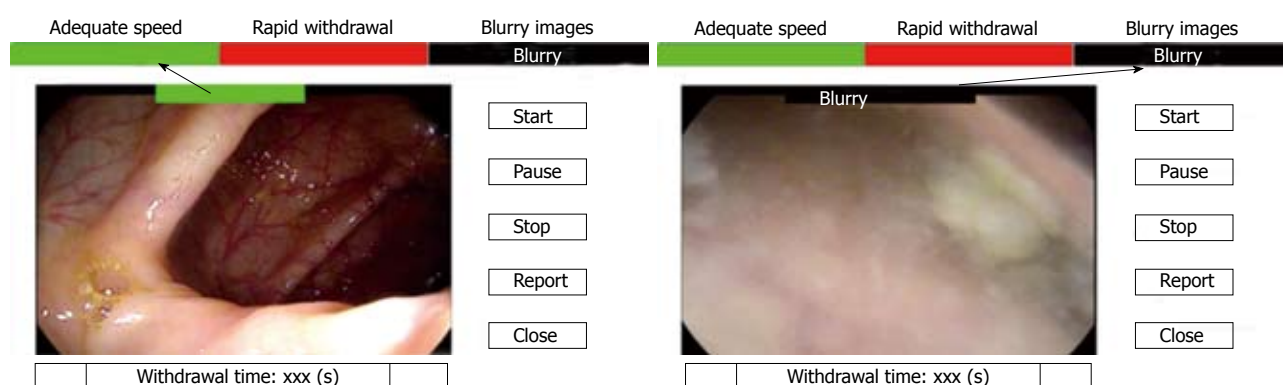 Adequate speed Rapid withdrawal Blurry images
Blurry
Start
Pause
Stop
Report
Close
Withdrawal time: xxx (s)
Adequate speed Rapid withdrawal Blurry images
Blurry
Blurry
Start
Pause
Stop
Report
Close
Withdrawal time: xxx (s)